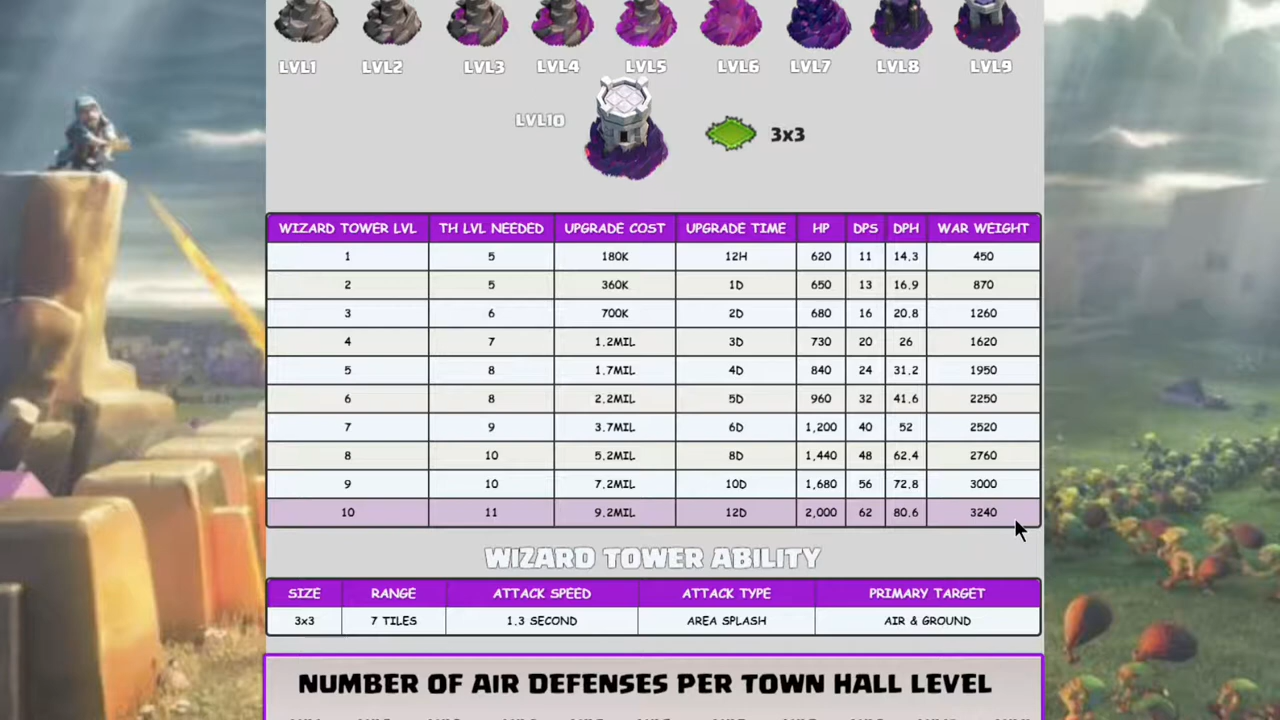 LVL1 LVL2 LVL3 LVL4 LVL5 LVL6 LVL7 LVL8 LVL9
LVL10 3x3
WIZARD TOWER LVL TH LVL NEEDED UPGRADE COST UPGRADE TIME HP DPS DPH WAR WEIGHT
1 5 180K 12H 620 11 14.3 450
2 5 360K 1D 650 13 16.9 870
3 6 700K 2D 680 16 20.8 1260
4 7 1.2MIL 3D 730 20 26 1620
5 8 1.7MIL 4D 840 24 31.2 1950
6 8 2.2MIL 5D 960 32 41.6 2250
7 9 3.7MIL 6D 1,200 40 52 2520
8 10 5.2MIL 8D 1,440 48 62.4 2760
9 10 7.2MIL 10D 1,680 56 72.8 3000
10 11 9.2MIL 12D 2,000 62 80.6 3240
WIZARD TOWER ABILITY
SIZE RANGE ATTACK SPEED ATTACK TYPE PRIMARY TARGET
3x3 7 TILES 1.3 SECOND AREA SPLASH AIR & GROUND
NUMBER OF AIR DEFENSES PER TOWN HALL LEVEL